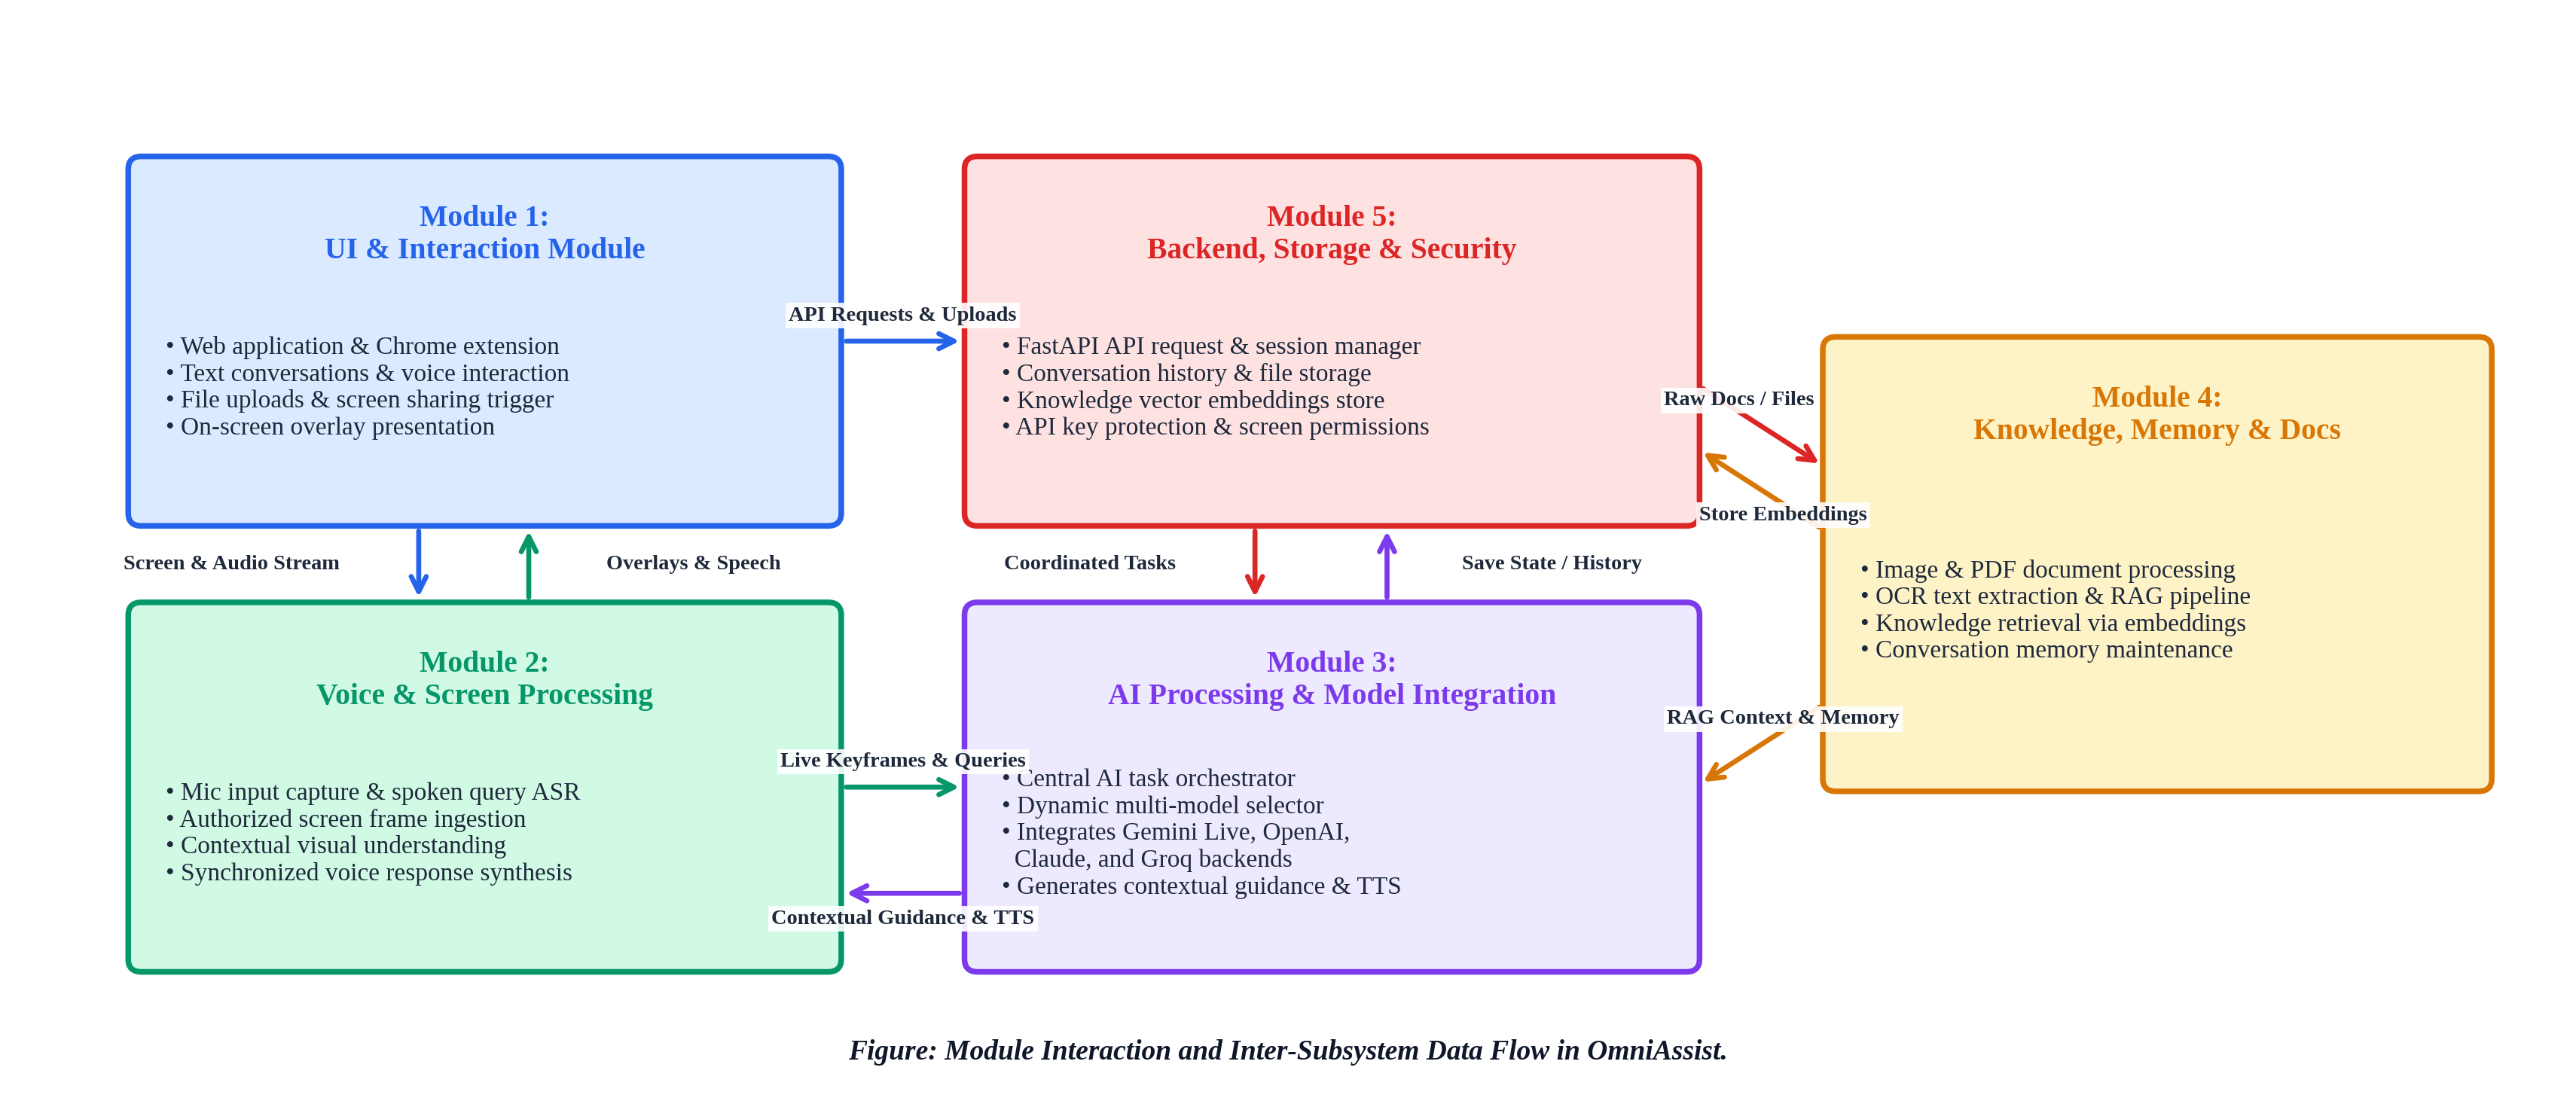 Module 1:
UI & Interaction Module
• Web application & Chrome extension
• Text conversations & voice interaction
• File uploads & screen sharing trigger
• On-screen overlay presentation
API Requests & Uploads
Module 5:
Backend, Storage & Security
• FastAPI API request & session manager
• Conversation history & file storage
• Knowledge vector embeddings store
• API key protection & screen permissions
Raw Docs / Files
Store Embeddings
Module 4:
Knowledge, Memory & Docs
• Image & PDF document processing
• OCR text extraction & RAG pipeline
• Knowledge retrieval via embeddings
• Conversation memory maintenance
Screen & Audio Stream
Overlays & Speech
Coordinated Tasks
Save State / History
Module 2:
Voice & Screen Processing
• Mic input capture & spoken query ASR
• Authorized screen frame ingestion
• Contextual visual understanding
• Synchronized voice response synthesis
Live Keyframes & Queries
Contextual Guidance & TTS
Module 3:
AI Processing & Model Integration
• Central AI task orchestrator
• Dynamic multi-model selector
• Integrates Gemini Live, OpenAI,
Claude, and Groq backends
• Generates contextual guidance & TTS
RAG Context & Memory
Figure: Module Interaction and Inter-Subsystem Data Flow in OmniAssist.